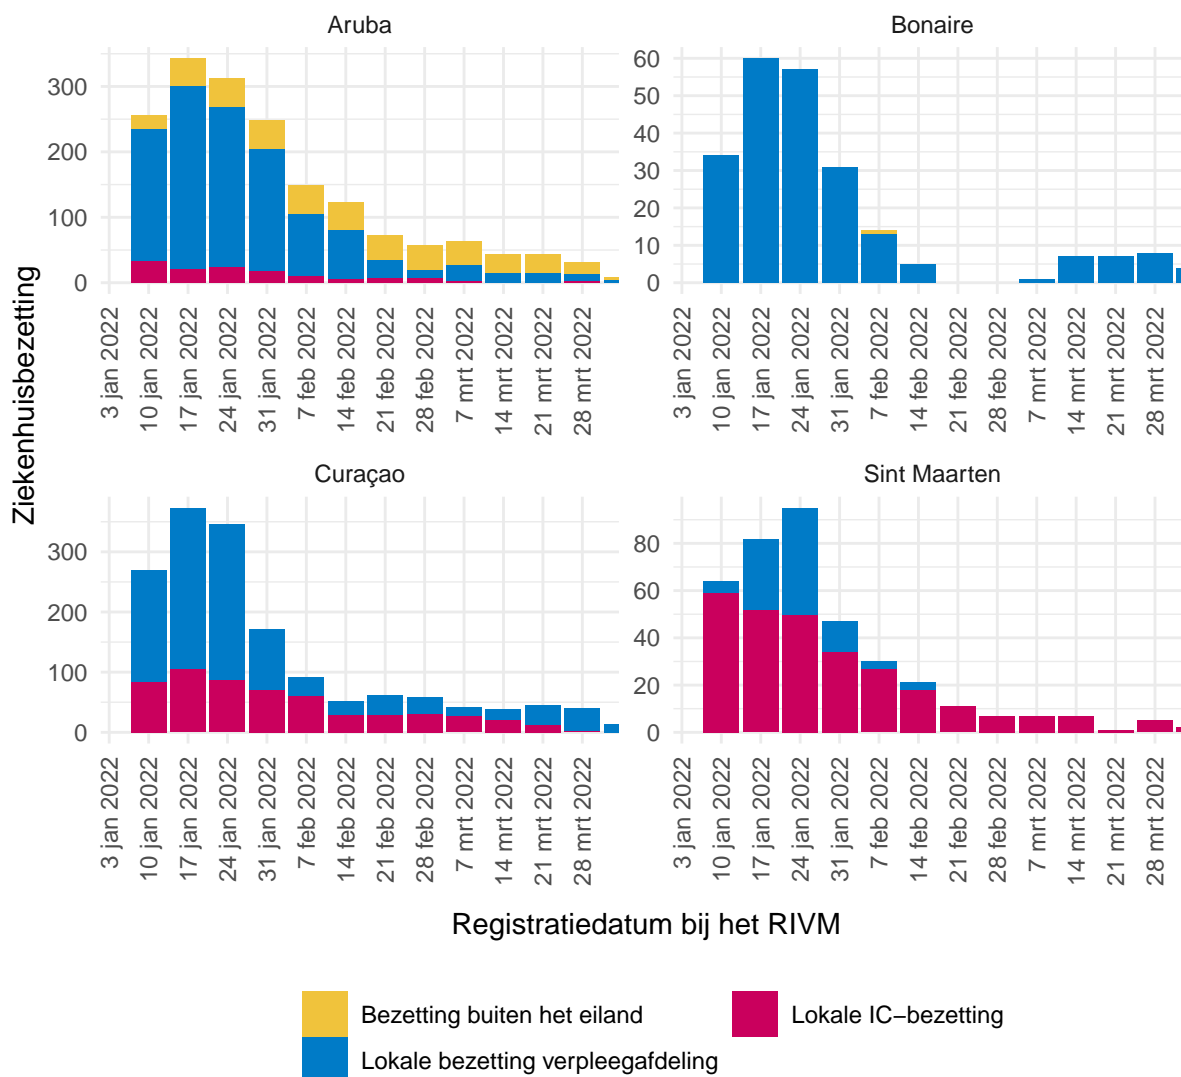 Aruba
Bonaire
Ziekenhuisbezetting
300
200
100
0
60
50
40
30
20
10
0
3 jan 2022
10 jan 2022
17 jan 2022
24 jan 2022
31 jan 2022
7 feb 2022
14 feb 2022
21 feb 2022
28 feb 2022
7 mrt 2022
14 mrt 2022
21 mrt 2022
28 mrt 2022
3 jan 2022
10 jan 2022
17 jan 2022
24 jan 2022
31 jan 2022
7 feb 2022
14 feb 2022
21 feb 2022
28 feb 2022
7 mrt 2022
14 mrt 2022
21 mrt 2022
28 mrt 2022
Curaçao
Sint Maarten
300
200
100
0
80
60
40
20
0
3 jan 2022
10 jan 2022
17 jan 2022
24 jan 2022
31 jan 2022
7 feb 2022
14 feb 2022
21 feb 2022
28 feb 2022
7 mrt 2022
14 mrt 2022
21 mrt 2022
28 mrt 2022
3 jan 2022
10 jan 2022
17 jan 2022
24 jan 2022
31 jan 2022
7 feb 2022
14 feb 2022
21 feb 2022
28 feb 2022
7 mrt 2022
14 mrt 2022
21 mrt 2022
28 mrt 2022
Registratiedatum bij het RIVM
Bezetting buiten het eiland
Lokale bezetting verpleegafdeling
Lokale IC−bezetting